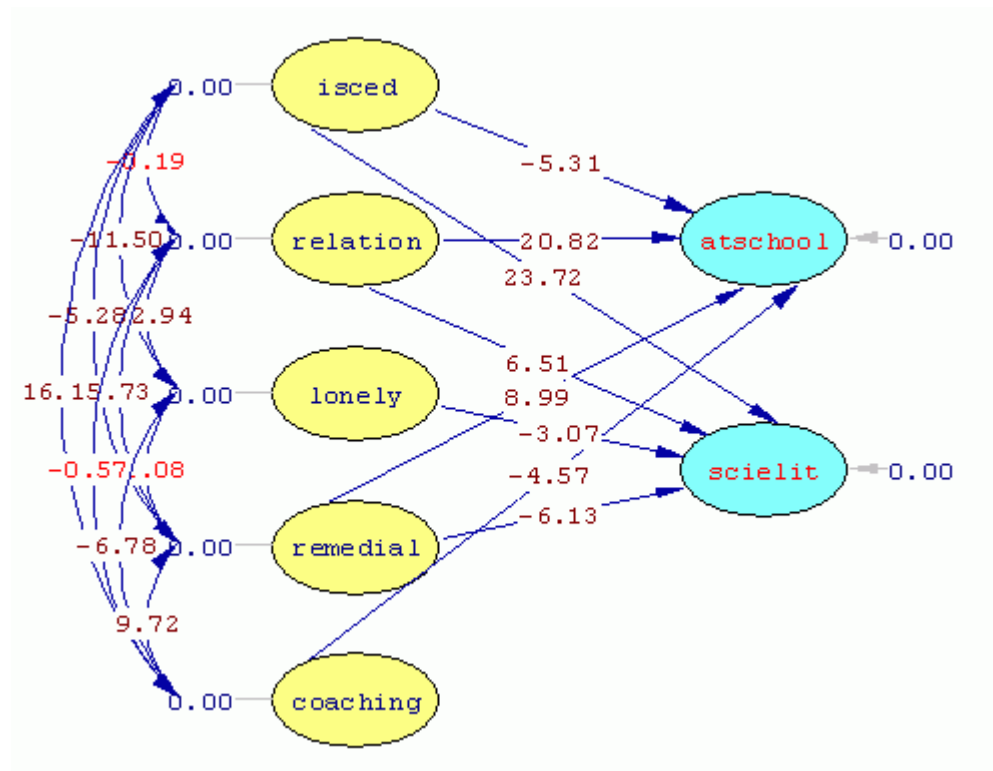 0.00 isced
-0.19
-5.31
-11.50 0.00 relation 20.82 atschool 0.00
23.72
-5.28 2.94
6.51
16.15 .73 0.00 lonely 8.99
-3.07
-0.57 .08 -4.57 scielit 0.00
-6.13
-6.78 0.00 remedial
9.72
0.00 coaching